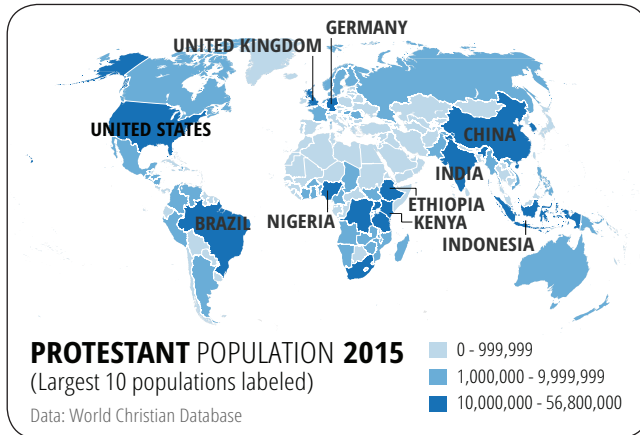 GERMANY
UNITED KINGDOM
UNITED STATES
CHINA
INDIA
ETHIOPIA
NIGERIA
KENYA
BRAZIL
INDONESIA
PROTESTANT POPULATION 2015
(Largest 10 populations labeled)
Data: World Christian Database
0 - 999,999
1,000,000 - 9,999,999
10,000,000 - 56,800,000